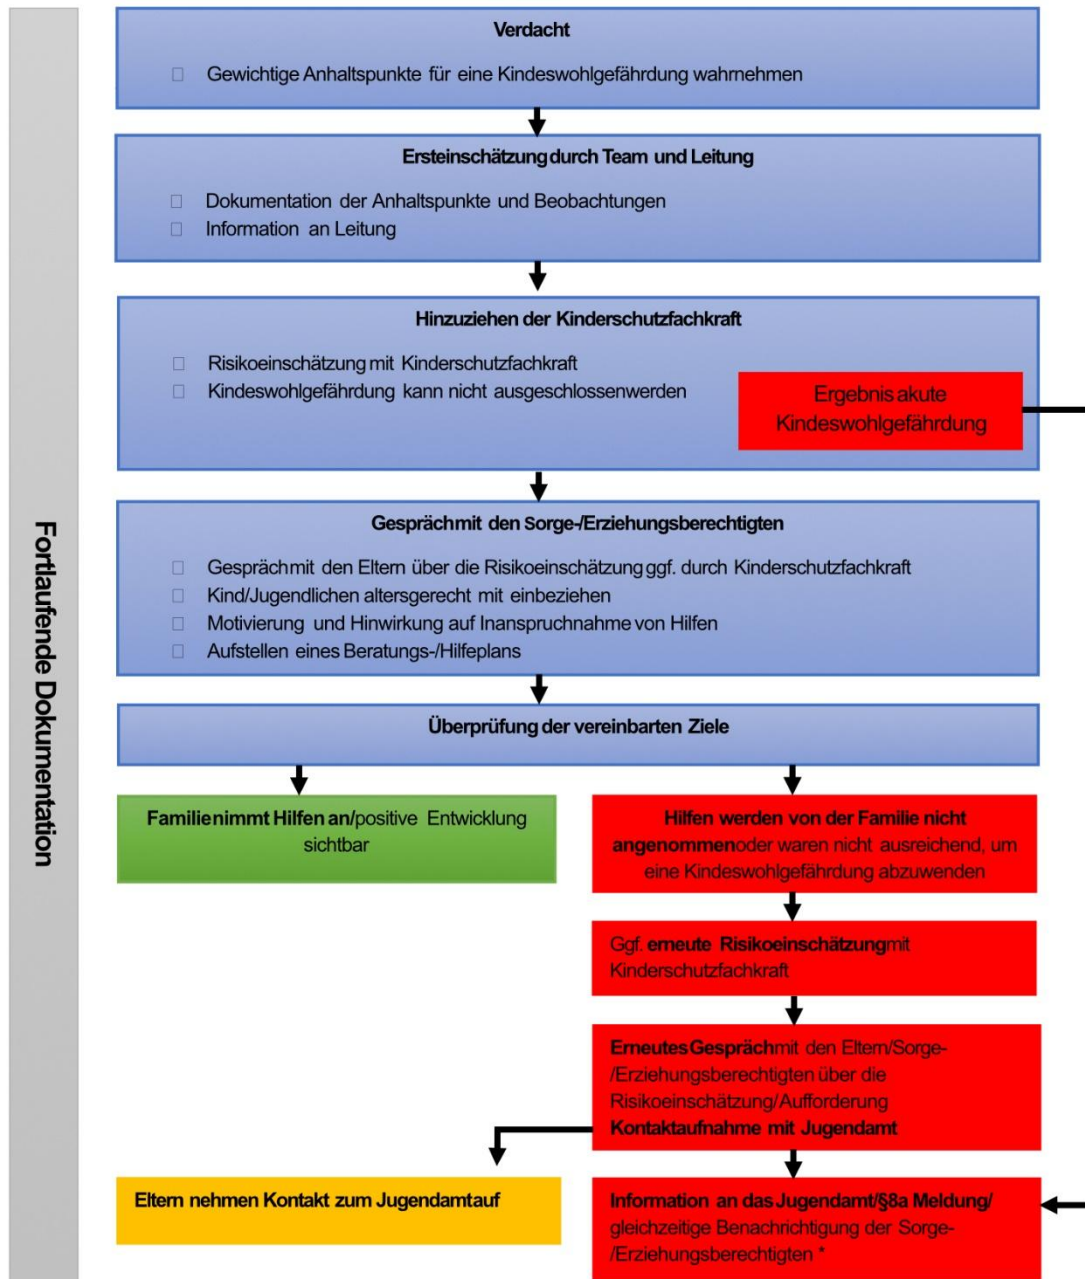 Fortlaufende Dokumentation
Verdacht
Gewichtige Anhaltspunkte für eine Kindeswohlgefährdung wahrnehmen
Ersteinschätzung durch Team und Leitung
Dokumentation der Anhaltspunkte und Beobachtungen
Information an Leitung
Hinzuziehen der Kinderschutzfachkraft
Risikoeinschätzung mit Kinderschutzfachkraft
Kindeswohlgefährdung kann nicht ausgeschlossenwerden
Ergebnis akute
Kindeswohlgefährdung
Gesprächmit den Sorge-/Erziehungsberechtigten
Gesprächmit den Eltern über die Risikoeinschätzung ggf. durch Kinderschutzfachkraft
Kind/Jugendlichen altersgerecht mit einbeziehen
Motivierung und Hinwirkung auf Inanspruchnahme von Hilfen
Aufstellen eines Beratungs-/Hilfeplans
Überprüfung der vereinbarten Ziele
Familienimmt Hilfen an/positive Entwicklung
sichtbar
Hilfen werden von der Familie nicht
angenommenoder waren nicht ausreichend, um
eine Kindeswohlgefährdung abzuwenden
Ggf. erneute Risikoeinschätzungmit
Kinderschutzfachkraft
ErneutesGesprächmit den Eltern/Sorge-
/Erziehungsberechtigten über die
Risikoeinschätzung/Aufforderung
Kontaktaufnahme mit Jugendamt
Eltern nehmen Kontakt zum Jugendamtauf
Information an das Jugendamt/§8a Meldung/
gleichzeitige Benachrichtigung der Sorge-
/Erziehungsberechtigten *